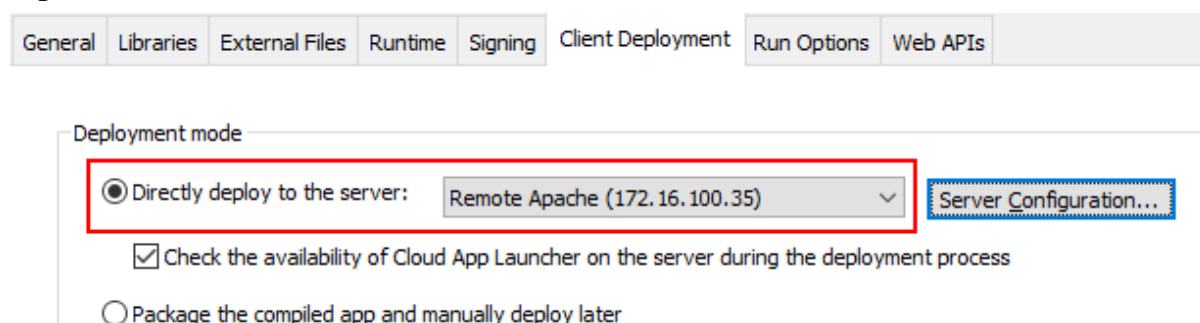 General Libraries External Files Runtime Signing Client Deployment Run Options Web APIs
Deployment mode
Directly deploy to the server: Remote Apache (172.16.100.35) Server Configuration...
Check the availability of Cloud App Launcher on the server during the deployment process
Package the compiled app and manually deploy later